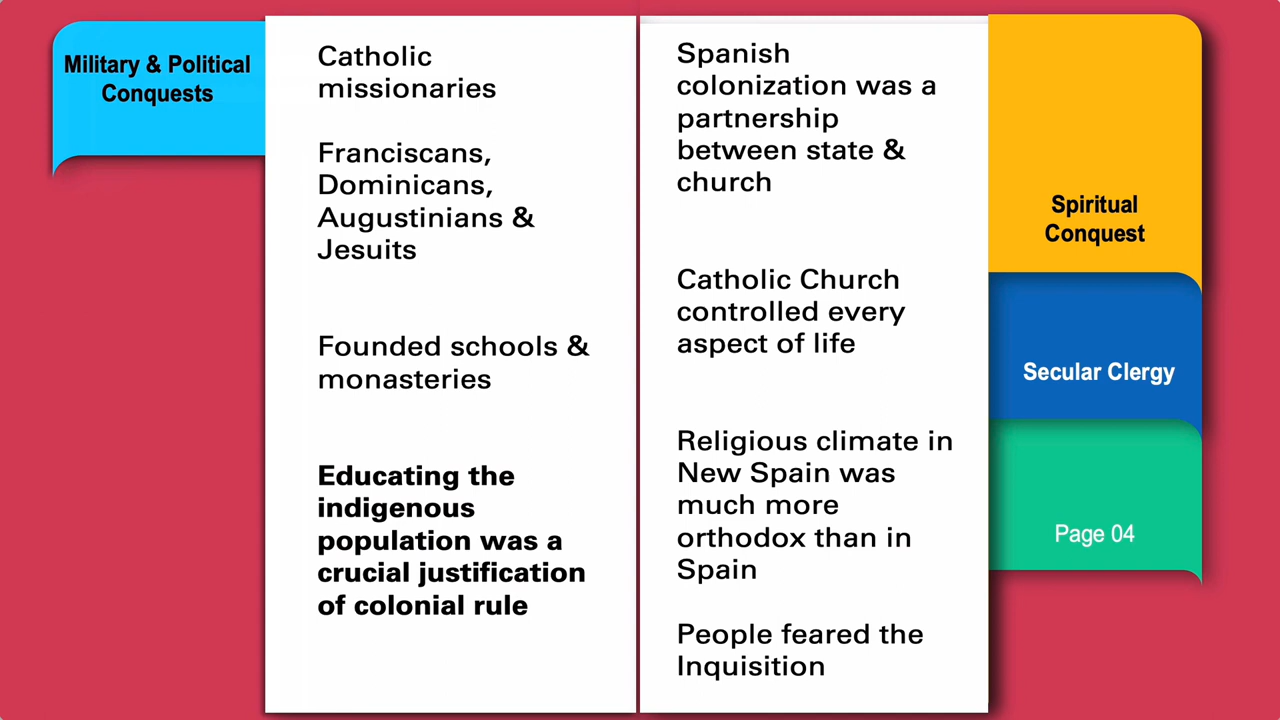 Military & Political
Conquests
Catholic
missionaries
Franciscans,
Dominicans,
Augustinians &
Jesuits
Founded schools &
monasteries
Educating the
indigenous
population was a
crucial justification
of colonial rule
Spanish
colonization was a
partnership
between state &
church
Catholic Church
controlled every
aspect of life
Religious climate in
New Spain was
much more
orthodox than in
Spain
People feared the
Inquisition
Spiritual
Conquest
Secular Clergy
Page 04